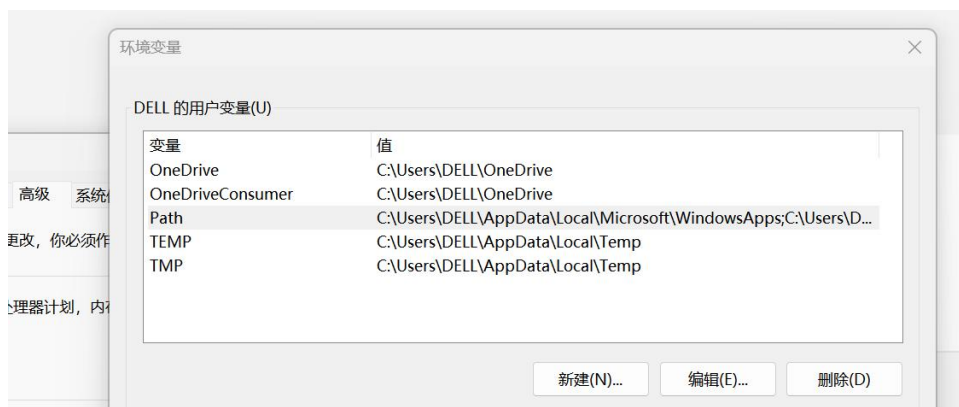 环境变量
DELL 的用户变量(U)
变量 值
OneDrive C:\Users\DELL\OneDrive
OneDriveConsumer C:\Users\DELL\OneDrive
Path C:\Users\DELL\AppData\Local\Microsoft\WindowsApps;C:\Users\D...
TEMP C:\Users\DELL\AppData\Local\Temp
TMP C:\Users\DELL\AppData\Local\Temp
高级 系统
更改，你必须作
处理器计划，内存
新建(N)... 编辑(E)... 删除(D)